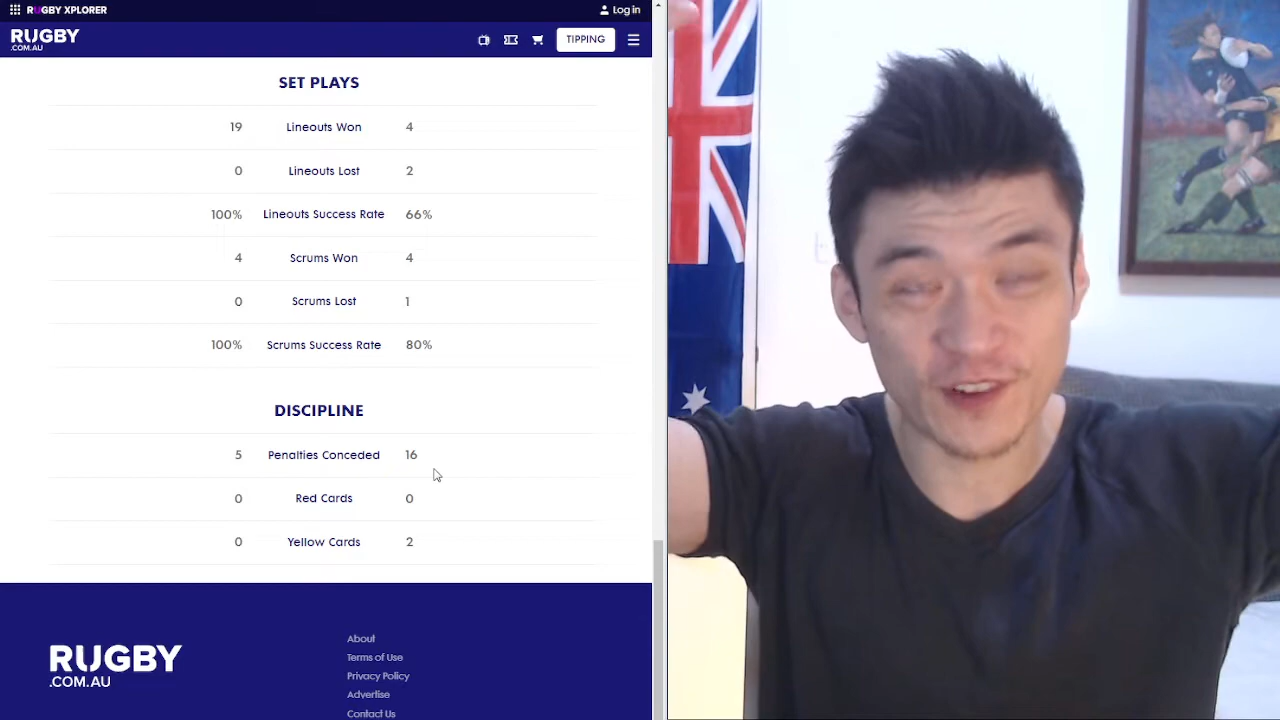 RUGBY XPLORER
Log in
RUGBY
.COM.AU
TIPPING
SET PLAYS
19 Lineouts Won 4
0 Lineouts Lost 2
100% Lineouts Success Rate 66%
4 Scrums Won 4
0 Scrums Lost 1
100% Scrums Success Rate 80%
DISCIPLINE
5 Penalties Conceded 16
0 Red Cards 0
0 Yellow Cards 2
RUGBY
.COM.AU
About
Terms of Use
Privacy Policy
Advertise
Contact Us